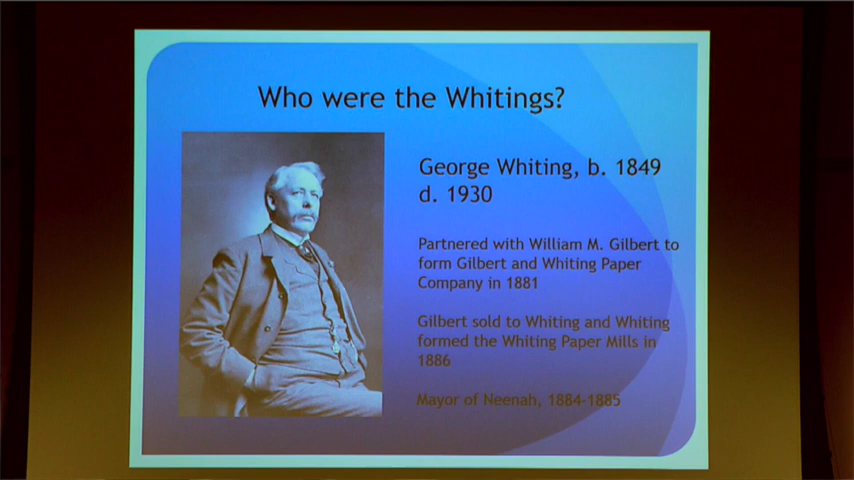 Who were the Whitings?
George Whiting, b. 1849
d. 1930
Partnered with William M. Gilbert to
form Gilbert and Whiting Paper
Company in 1881
Gilbert sold to Whiting and Whiting
formed the Whiting Paper Mills in
1886
Mayor of Neenah, 1884-1885